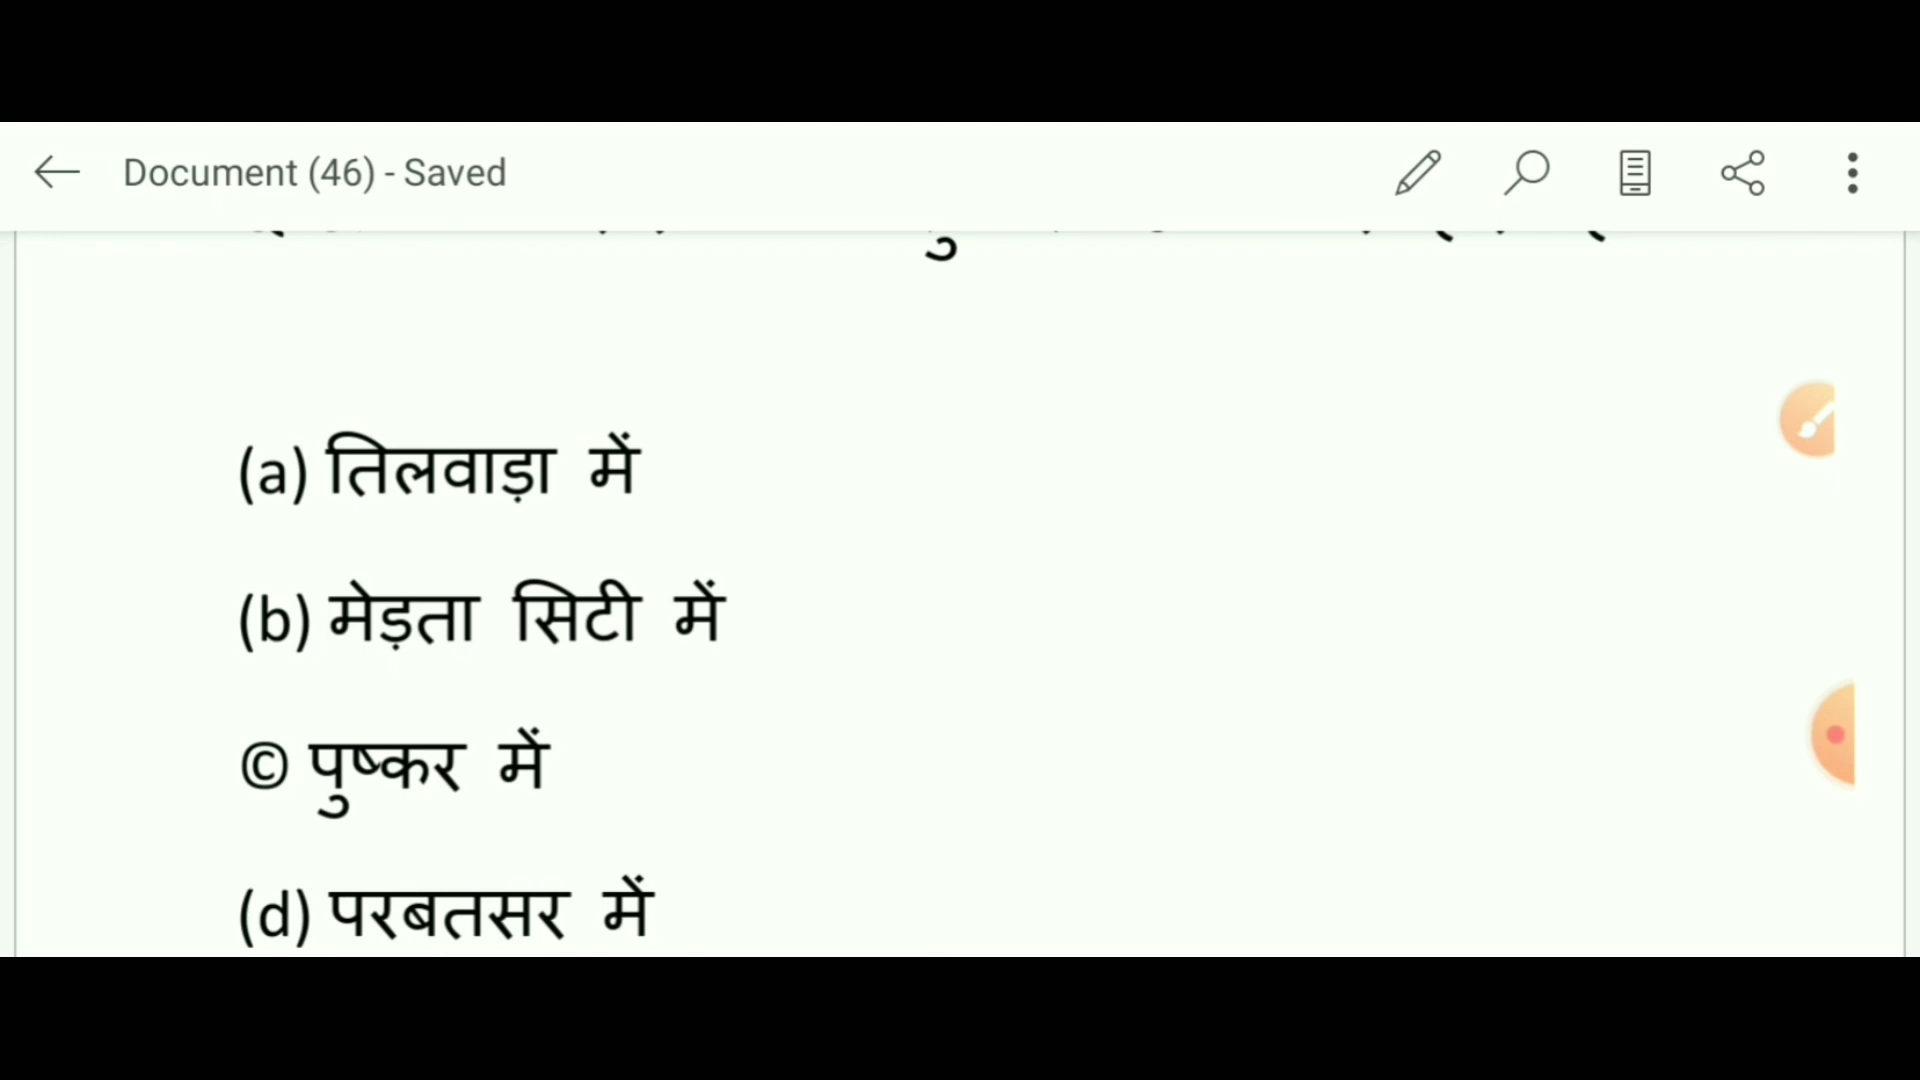 Document (46) - Saved
(a) तिलवाड़ा में
(b) मेड़ता सिटी में
© पुष्कर में
(d) परबतसर में